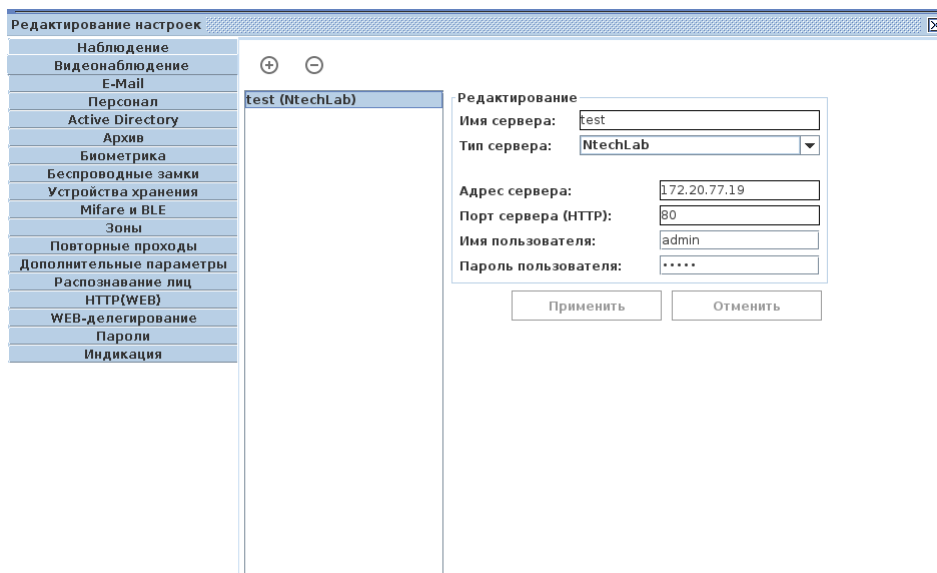 Редактирование настроек
Наблюдение
Видеонаблюдение
E-Mail
Персонал
Active Directory
Архив
Биометрика
Беспроводные замки
Устройства хранения
Mifare и BLE
Зоны
Повторные проходы
Дополнительные параметры
Распознавание лиц
HTTP(WEB)
WEB-делегирование
Пароли
Индикация
test (NtechLab)
Редактирование
Имя сервера: test
Тип сервера: NtechLab
Адрес сервера: 172.20.77.19
Порт сервера (HTTP): 80
Имя пользователя: admin
Пароль пользователя: •••••
Применить Отменить